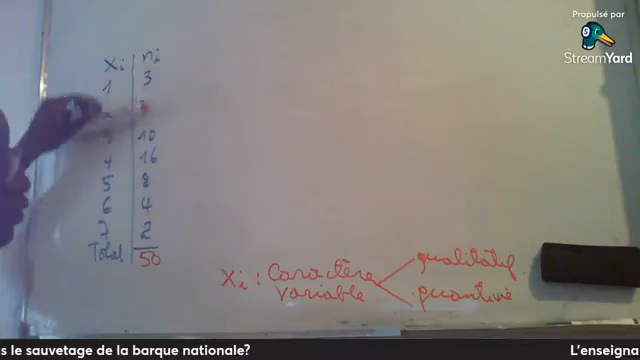 Propulsé par
StreamYard
xi ni
1 3
10
4 16
5 8
6 4
7 2
Total 50
xi : Caractère qualitatif
variable
s le sauvetage de la barque nationale?
L'enseigna